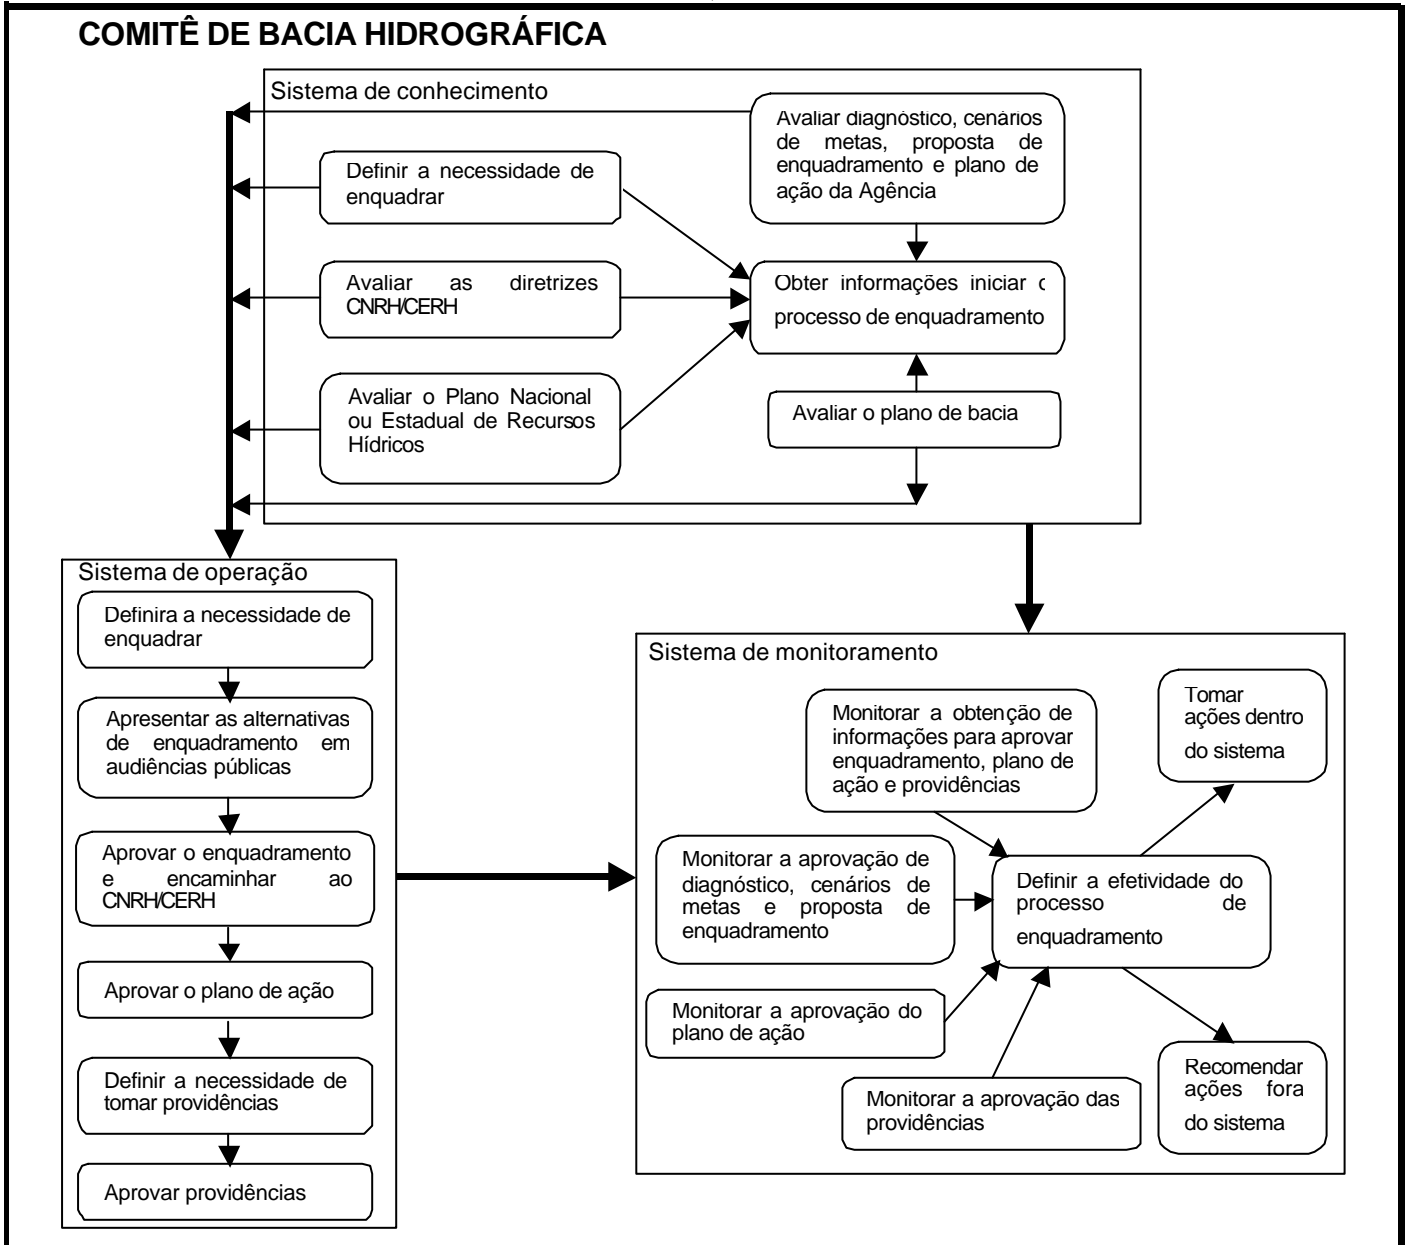 COMITÊ DE BACIA HIDROGRÁFICA
Sistema de conhecimento
Avaliar diagnóstico, cenários
de metas, proposta de
enquadramento e plano de
ação da Agência
Definir a necessidade de
enquadrar
Avaliar as diretrizes
CNRH/CERH
Obter informações iniciar o
processo de enquadramento
Avaliar o Plano Nacional
ou Estadual de Recursos
Hídricos
Avaliar o plano de bacia
Sistema de operação
Definira a necessidade de
enquadrar
Apresentar as alternativas
de enquadramento em
audiências públicas
Aprovar o enquadramento
e encaminhar ao
CNRH/CERH
Aprovar o plano de ação
Definir a necessidade de
tomar providências
Aprovar providências
Sistema de monitoramento
Monitorar a obtenção de
informações para aprovar
enquadramento, plano de
ação e providências
Tomar
ações dentro
do sistema
Monitorar a aprovação de
diagnóstico, cenários de
metas e proposta de
enquadramento
Definir a efetividade do
processo de
enquadramento
Monitorar a aprovação do
plano de ação
Monitorar a aprovação das
providências
Recomendar
ações fora
do sistema